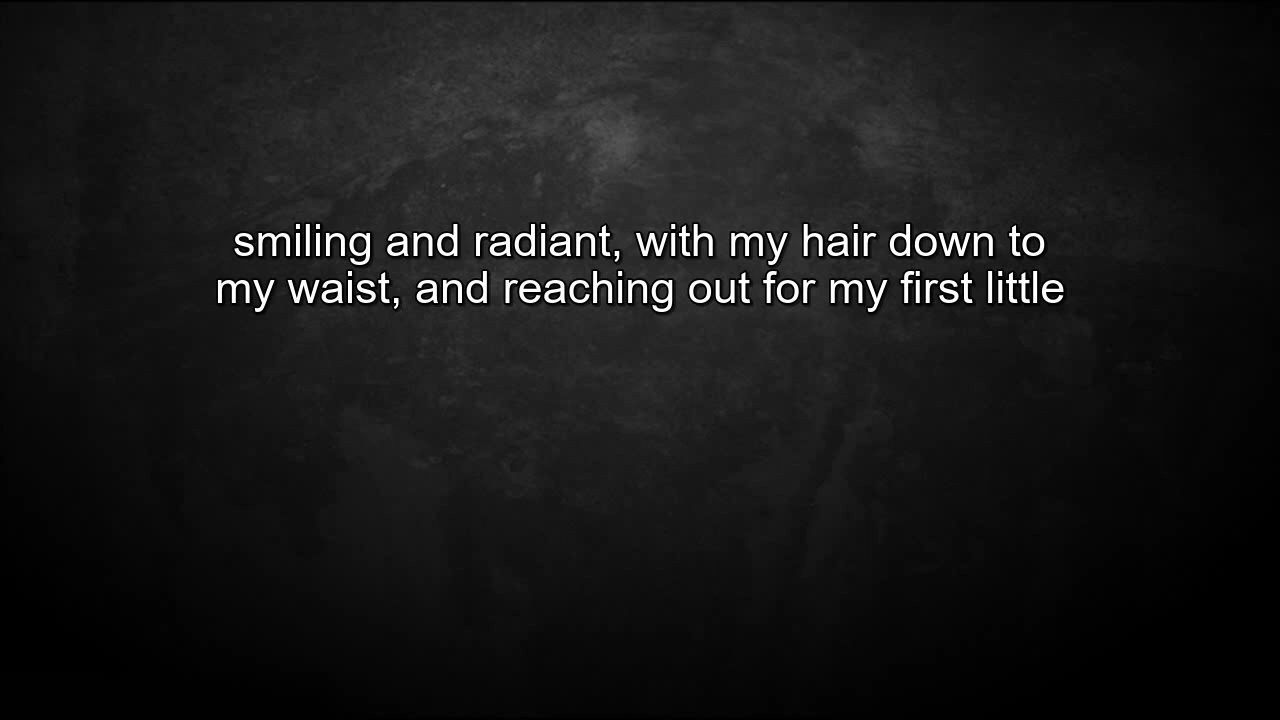 smiling and radiant, with my hair down to
my waist, and reaching out for my first little